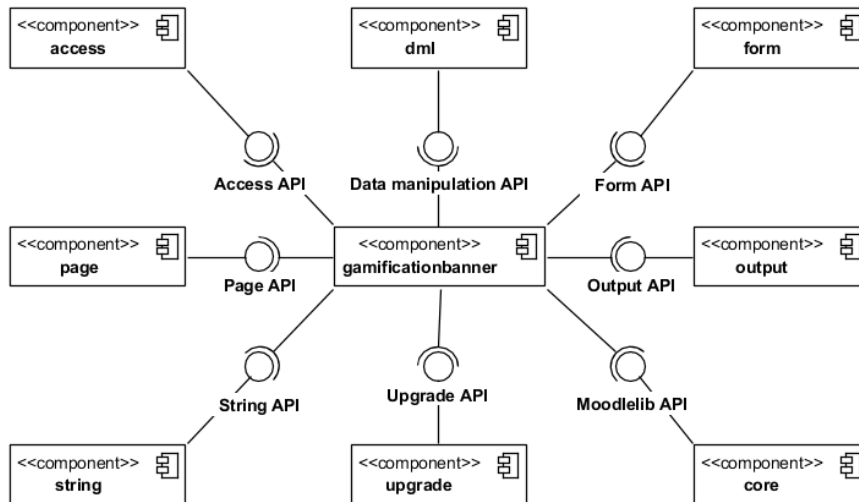 <<component>>
access
<<component>>
dml
<<component>>
form
Access API
Data manipulation API
Form API
<<component>>
page
<<component>>
gamificationbanner
<<component>>
output
Page API
Output API
String API
Upgrade API
Moodlelib API
<<component>>
string
<<component>>
upgrade
<<component>>
core